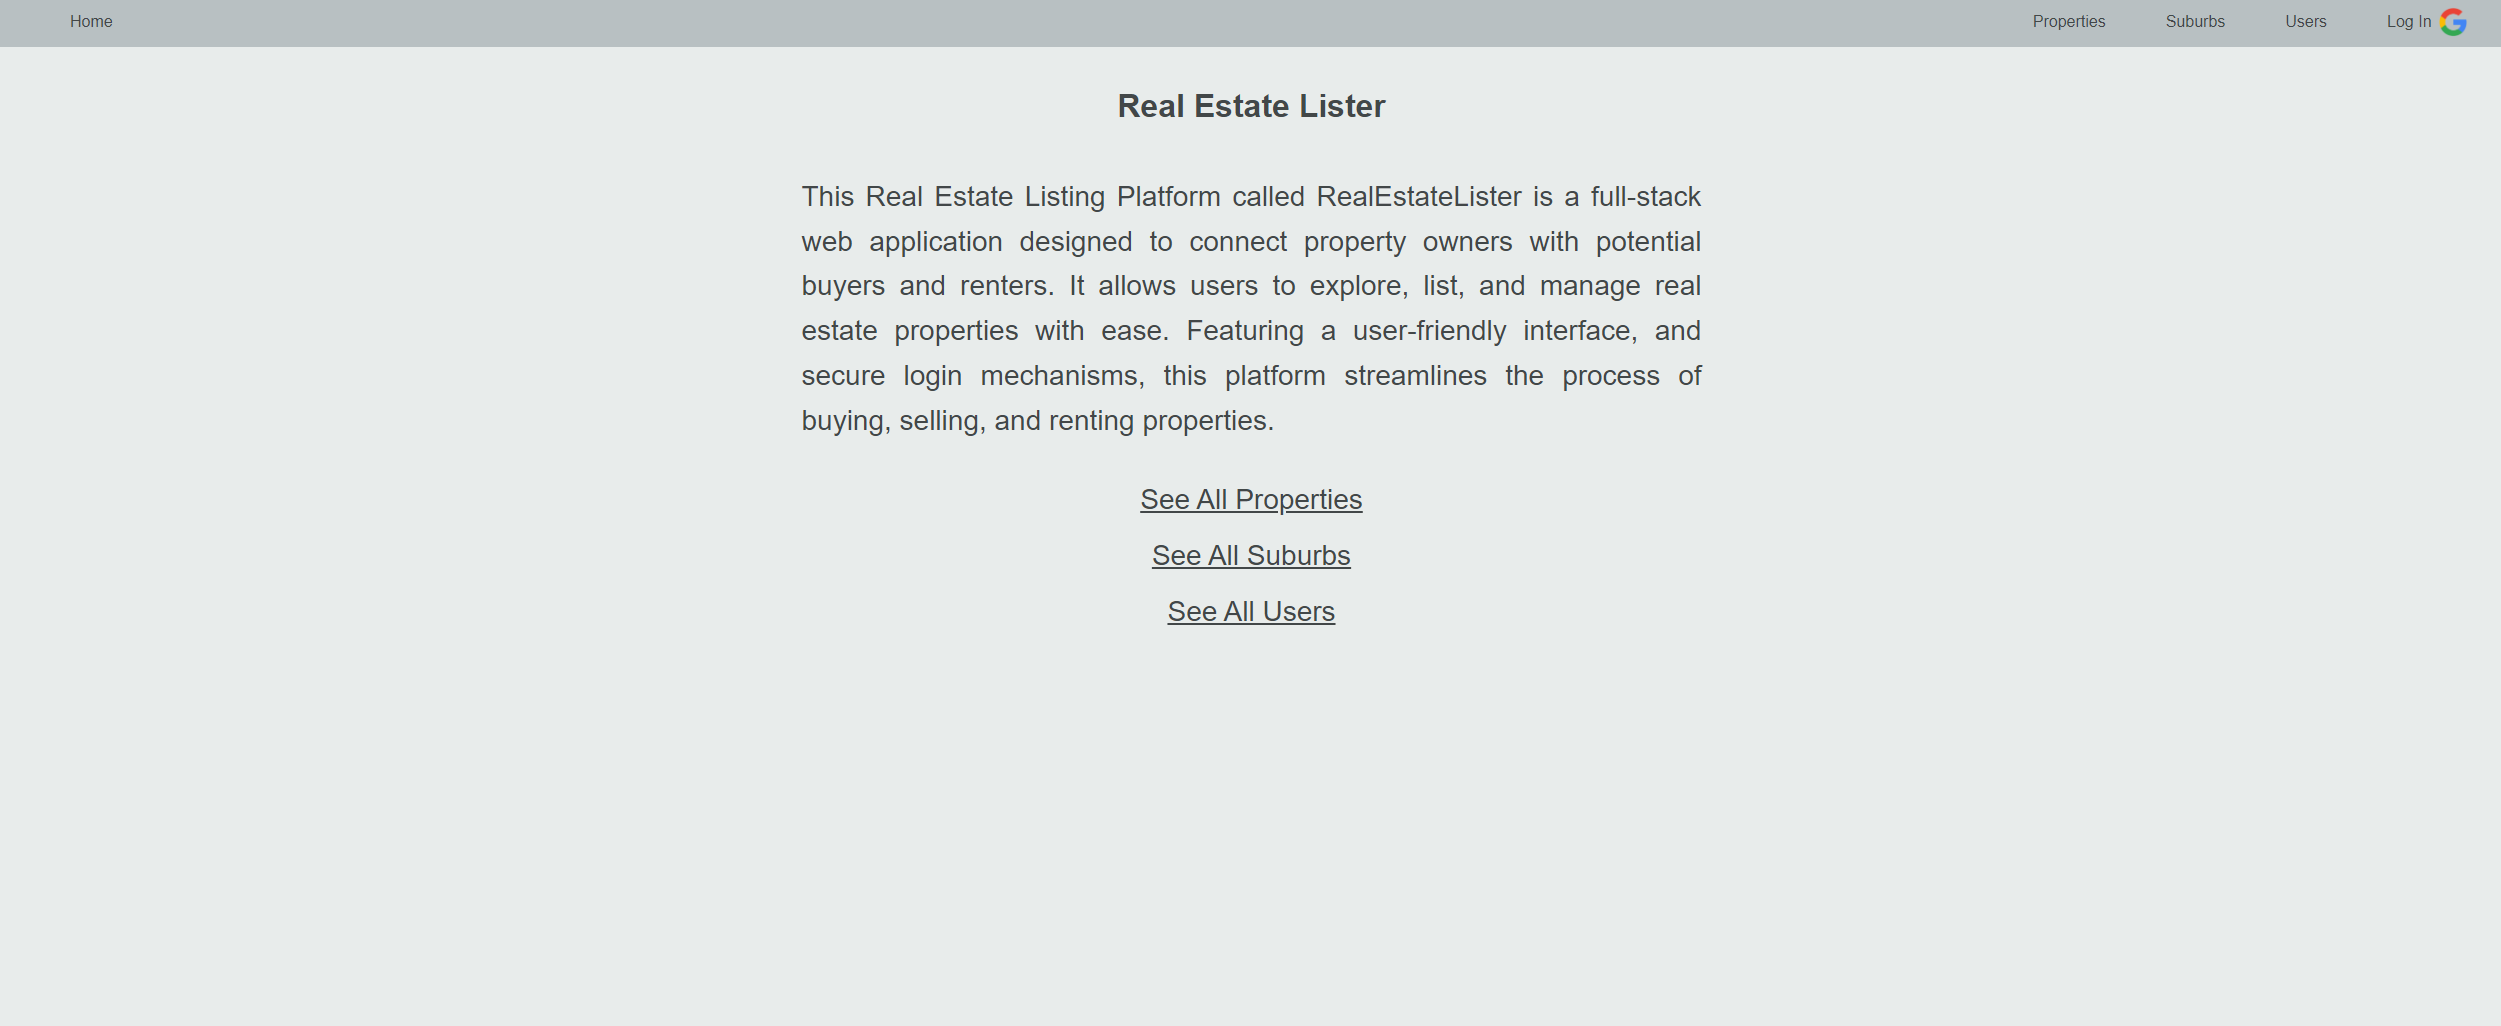 Home Properties Suburbs Users Log In
Real Estate Lister
This Real Estate Listing Platform called RealEstateLister is a full-stack
web application designed to connect property owners with potential
buyers and renters. It allows users to explore, list, and manage real
estate properties with ease. Featuring a user-friendly interface, and
secure login mechanisms, this platform streamlines the process of
buying, selling, and renting properties.
See All Properties
See All Suburbs
See All Users